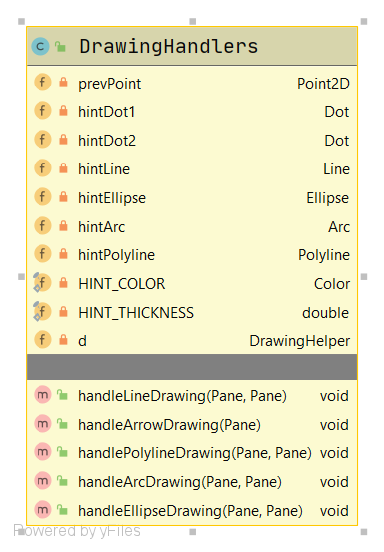 C DrawingHandlers
f prevPoint Point2D
f hintDot1 Dot
f hintDot2 Dot
f hintLine Line
f hintEllipse Ellipse
f hintArc Arc
f hintPolyline Polyline
f HINT_COLOR Color
f HINT_THICKNESS double
f d DrawingHelper
m handleLineDrawing(Pane, Pane) void
m handleArrowDrawing(Pane) void
m handlePolylineDrawing(Pane, Pane) void
m handleArcDrawing(Pane, Pane) void
m handleEllipseDrawing(Pane, Pane) void
Powered by yFiles